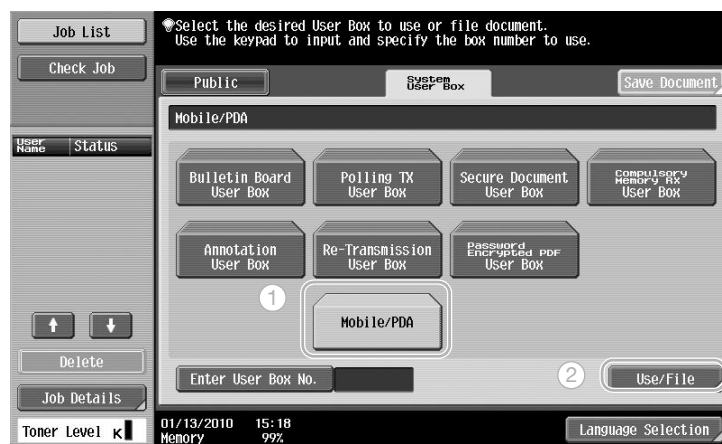 Job List
Check Job
User
Name
Status
Delete
Job Details
Toner Level K
Select the desired User Box to use or file document.
Use the keypad to input and specify the box number to use.
Public
System
User Box
Save Document
Mobile/PDA
Bulletin Board
User Box
Polling TX
User Box
Secure Document
User Box
Compulsory
Memory RX
User Box
Annotation
User Box
Re-Transmission
User Box
Password
Encrypted PDF
User Box
1
Mobile/PDA
Enter User Box No.
2
Use/File
01/13/2010 15:18
Memory 99%
Language Selection